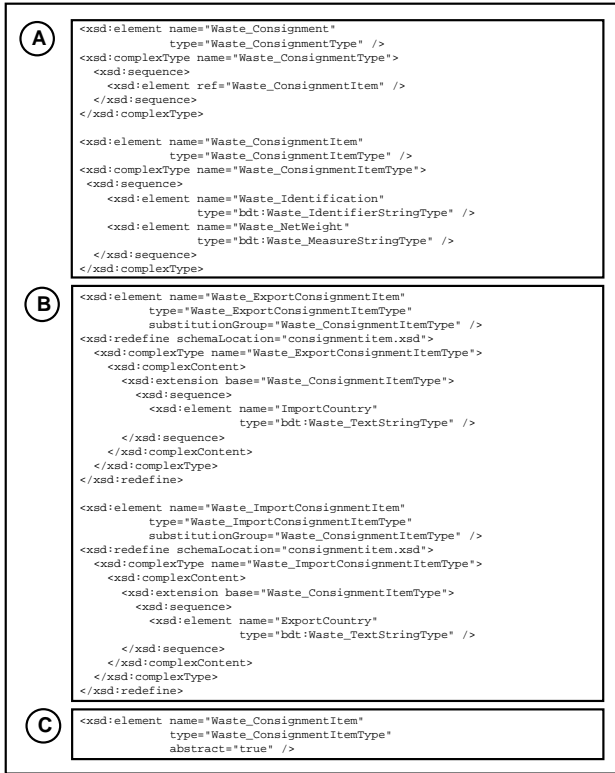 A
<xsd:element name="Waste_Consignment"
type="Waste_ConsignmentType" />
<xsd:complexType name="Waste_ConsignmentType">
<xsd:sequence>
<xsd:element ref="Waste_ConsignmentItem" />
</xsd:sequence>
</xsd:complexType>
<xsd:element name="Waste_ConsignmentItem"
type="Waste_ConsignmentItemType" />
<xsd:complexType name="Waste_ConsignmentItemType">
<xsd:sequence>
<xsd:element name="Waste_Identification"
type="bdt:Waste_IdentifierStringType" />
<xsd:element name="Waste_NetWeight"
type="bdt:Waste_MeasureStringType" />
</xsd:sequence>
</xsd:complexType>
B
<xsd:element name="Waste_ExportConsignmentItem"
type="Waste_ExportConsignmentItemType"
substitutionGroup="Waste_ConsignmentItemType" />
<xsd:redefine schemaLocation="consignmentitem.xsd">
<xsd:complexType name="Waste_ExportConsignmentItemType">
<xsd:complexContent>
<xsd:extension base="Waste_ConsignmentItemType">
<xsd:sequence>
<xsd:element name="ImportCountry"
type="bdt:Waste_TextStringType" />
</xsd:sequence>
</xsd:complexContent>
</xsd:complexType>
</xsd:redefine>
<xsd:element name="Waste_ImportConsignmentItem"
type="Waste_ImportConsignmentItemType"
substitutionGroup="Waste_ConsignmentItemType" />
<xsd:redefine schemaLocation="consignmentitem.xsd">
<xsd:complexType name="Waste_ImportConsignmentItemType">
<xsd:complexContent>
<xsd:extension base="Waste_ConsignmentItemType">
<xsd:sequence>
<xsd:element name="ExportCountry"
type="bdt:Waste_TextStringType" />
</xsd:sequence>
</xsd:complexContent>
</xsd:complexType>
</xsd:redefine>
C
<xsd:element name="Waste_ConsignmentItem"
type="Waste_ConsignmentItemType"
abstract="true" />